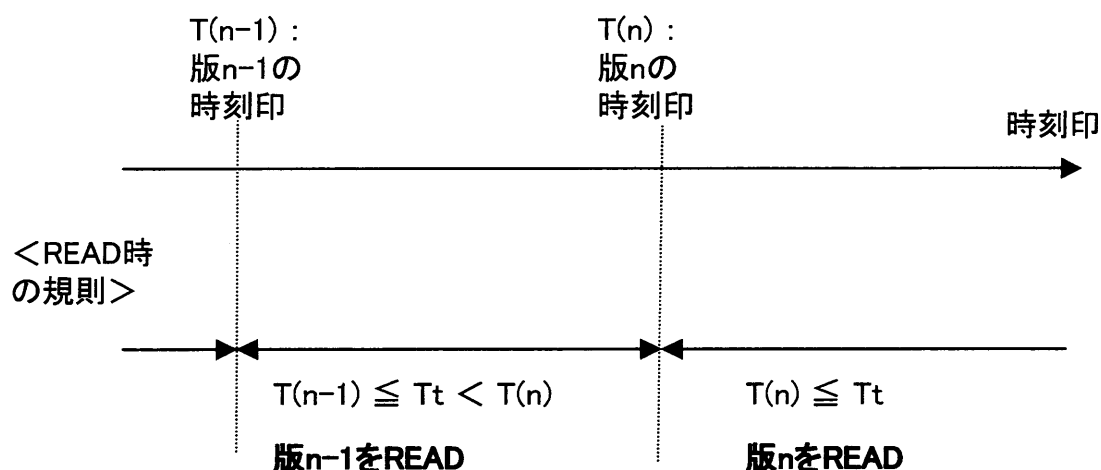 T(n-1) :
版n-1の
時刻印
T(n) :
版nの
時刻印
時刻印
＜READ時
の規則＞
T(n-1) ≦ Tt ＜ T(n)
版n-1をREAD
T(n) ≦ Tt
版nをREAD